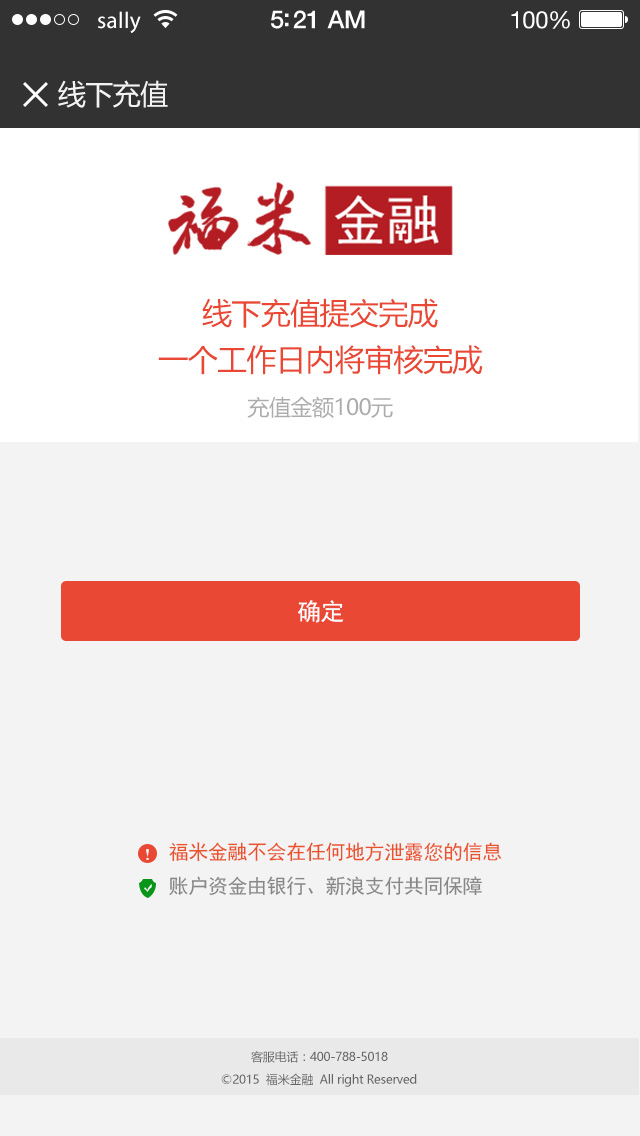 sally 5:21 AM 100%
线下充值
福米 金融
线下充值提交完成
一个工作日内将审核完成
充值金额100元
确定
福米金融不会在任何地方泄露您的信息
账户资金由银行、新浪支付共同保障
客服电话：400-788-5018
©2015 福米金融 All right Reserved